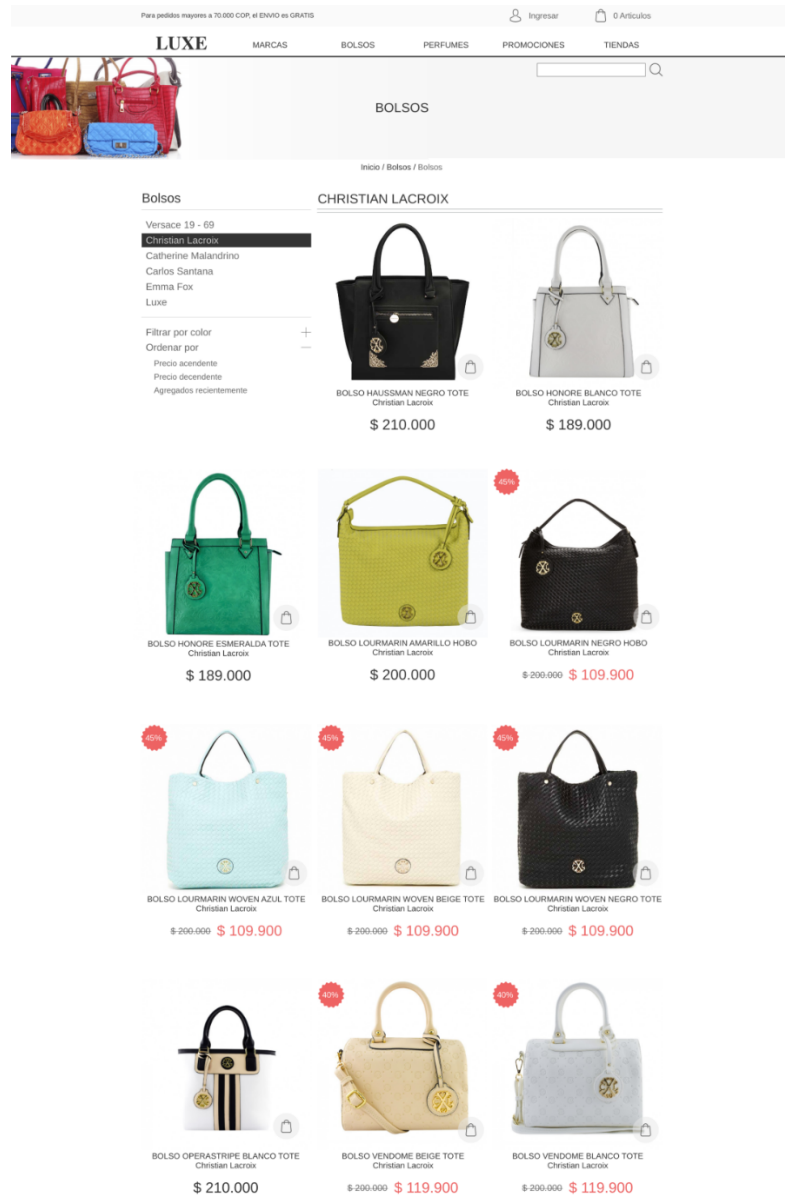 Para pedidos mayores a 70.000 COP, el ENVIO es GRATIS
Ingresar
0 Articulos
LUXE
MARCAS
BOLSOS
PERFUMES
PROMOCIONES
TIENDAS
BOLSOS
Inicio / Bolsos / Bolsos
Bolsos
Versace 19 - 69
Christian Lacroix
Catherine Malandrino
Carlos Santana
Emma Fox
Luxe
Filtrar por color
Ordenar por
Precio acendente
Precio decendente
Agregados recientemente
CHRISTIAN LACROIX
BOLSO HAUSSMAN NEGRO TOTE
Christian Lacroix
$ 210.000
BOLSO HONORE BLANCO TOTE
Christian Lacroix
$ 189.000
BOLSO HONORE ESMERALDA TOTE
Christian Lacroix
$ 189.000
BOLSO LOURMARIN AMARILLO HOBO
Christian Lacroix
$ 200.000
45%
BOLSO LOURMARIN NEGRO HOBO
Christian Lacroix
$ 200.000 $ 109.900
45%
BOLSO LOURMARIN WOVEN AZUL TOTE
Christian Lacroix
$ 200.000 $ 109.900
45%
BOLSO LOURMARIN WOVEN BEIGE TOTE
Christian Lacroix
$ 200.000 $ 109.900
45%
BOLSO LOURMARIN WOVEN NEGRO TOTE
Christian Lacroix
$ 200.000 $ 109.900
BOLSO OPERASTRIPE BLANCO TOTE
Christian Lacroix
$ 210.000
40%
BOLSO VENDOME BEIGE TOTE
Christian Lacroix
$ 200.000 $ 119.900
40%
BOLSO VENDOME BLANCO TOTE
Christian Lacroix
$ 200.000 $ 119.900